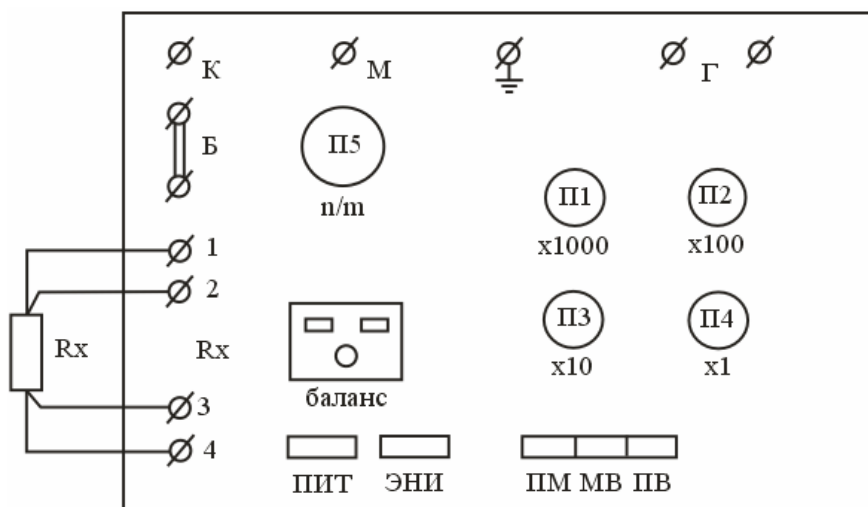 К
М
Г
Б
П5
n/m
П1
П2
x1000
x100
1
2
Rx
Rx
П3
П4
x10
x1
баланс
3
4
ПИТ
ЭНИ
ПМ МВ ПВ